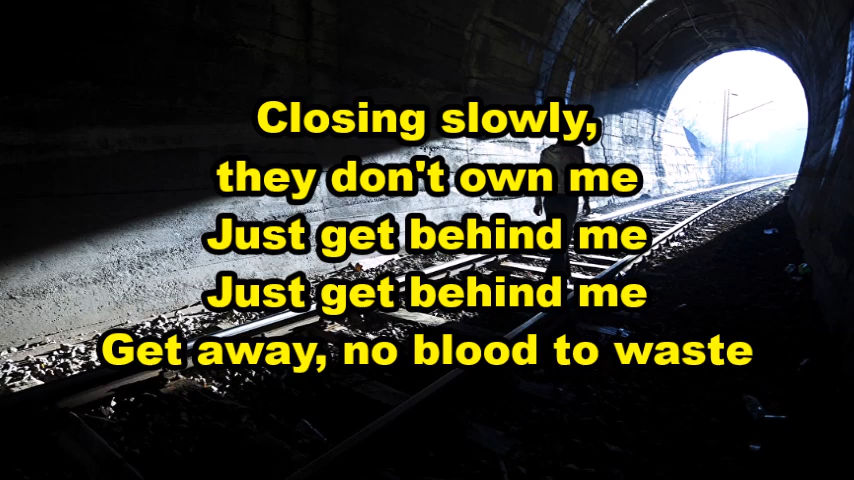 Closing slowly,
they don't own me
Just get behind me
Just get behind me
Get away, no blood to waste